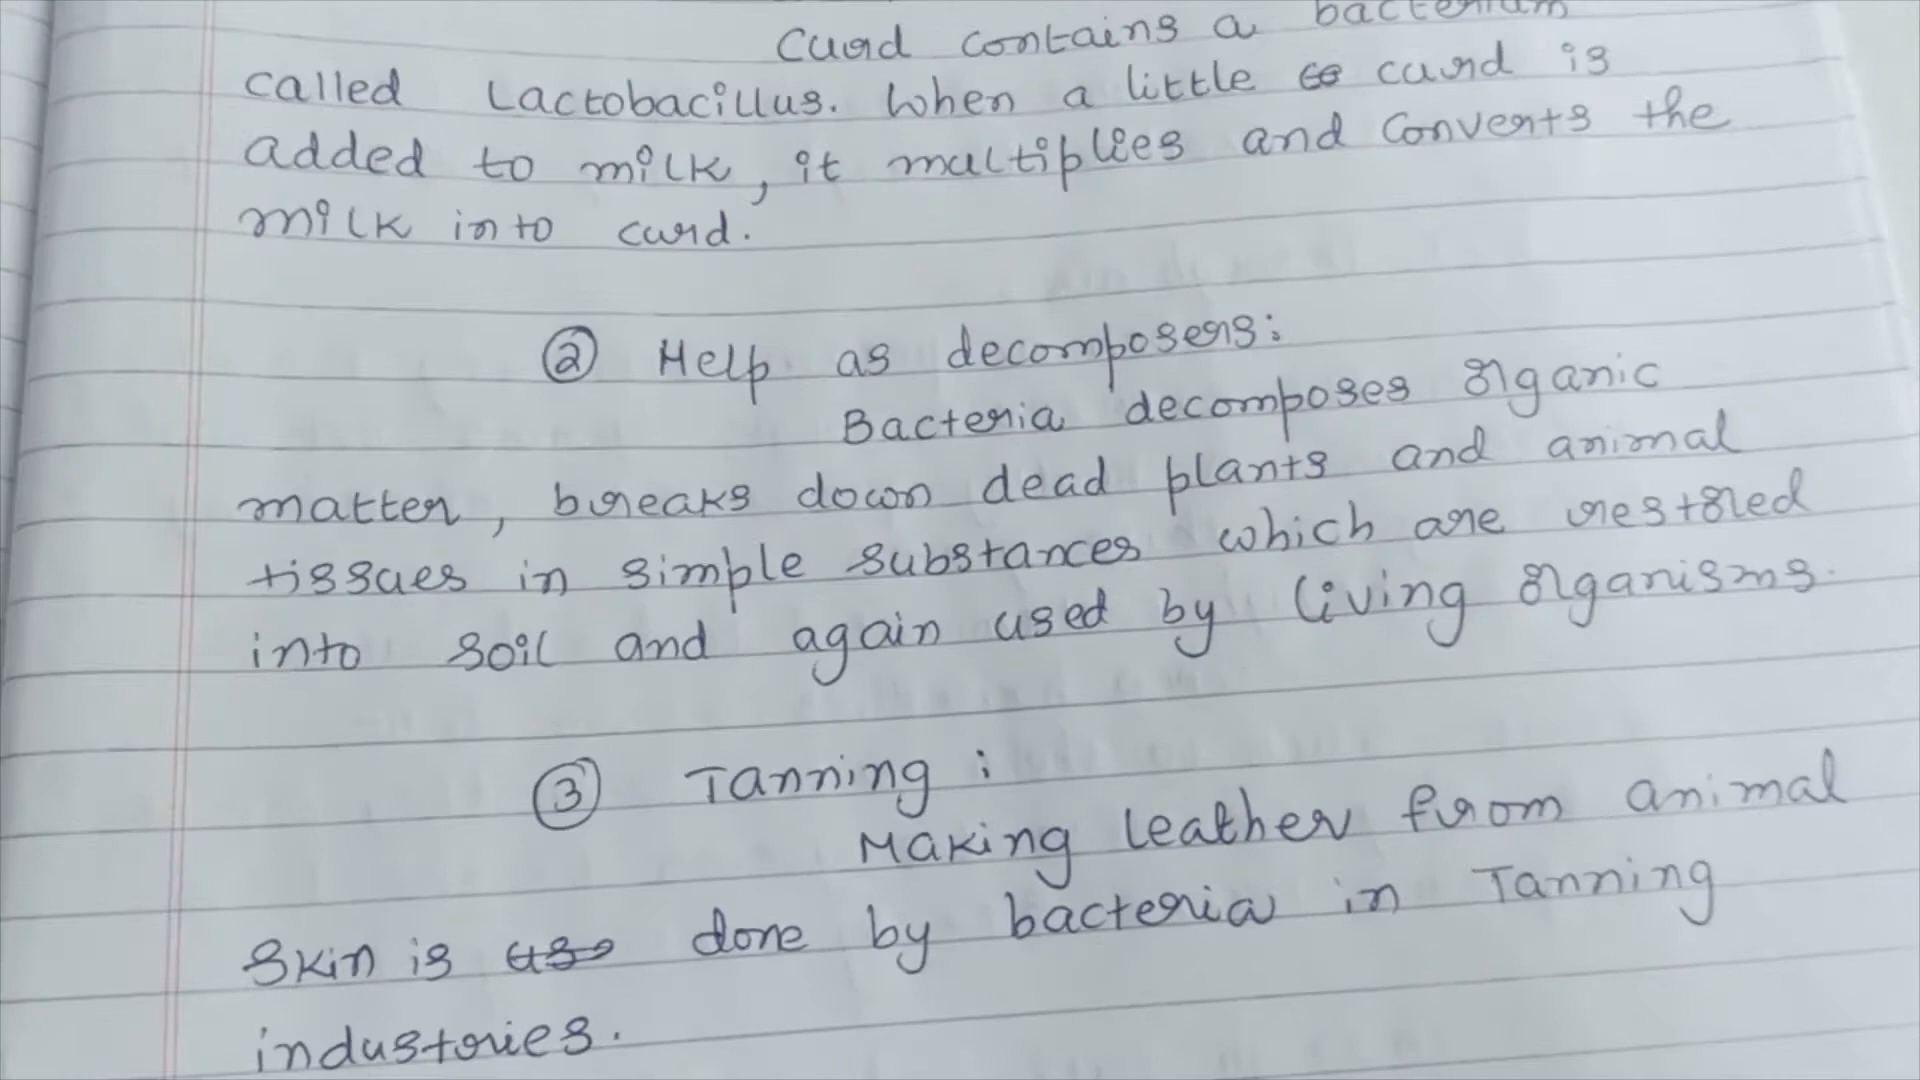 Curd contains a bacterium
called Lactobacillus. When a little curd is
added to milk, it multiplies and converts the
milk into curd.
② Help as decomposers:
Bacteria decomposes organic
matter, breaks down dead plants and animal
tissues in simple substances which are restored
into soil and again used by living organisms.
③ Tanning:
Making leather from animal
skin is done by bacteria in Tanning
industries.